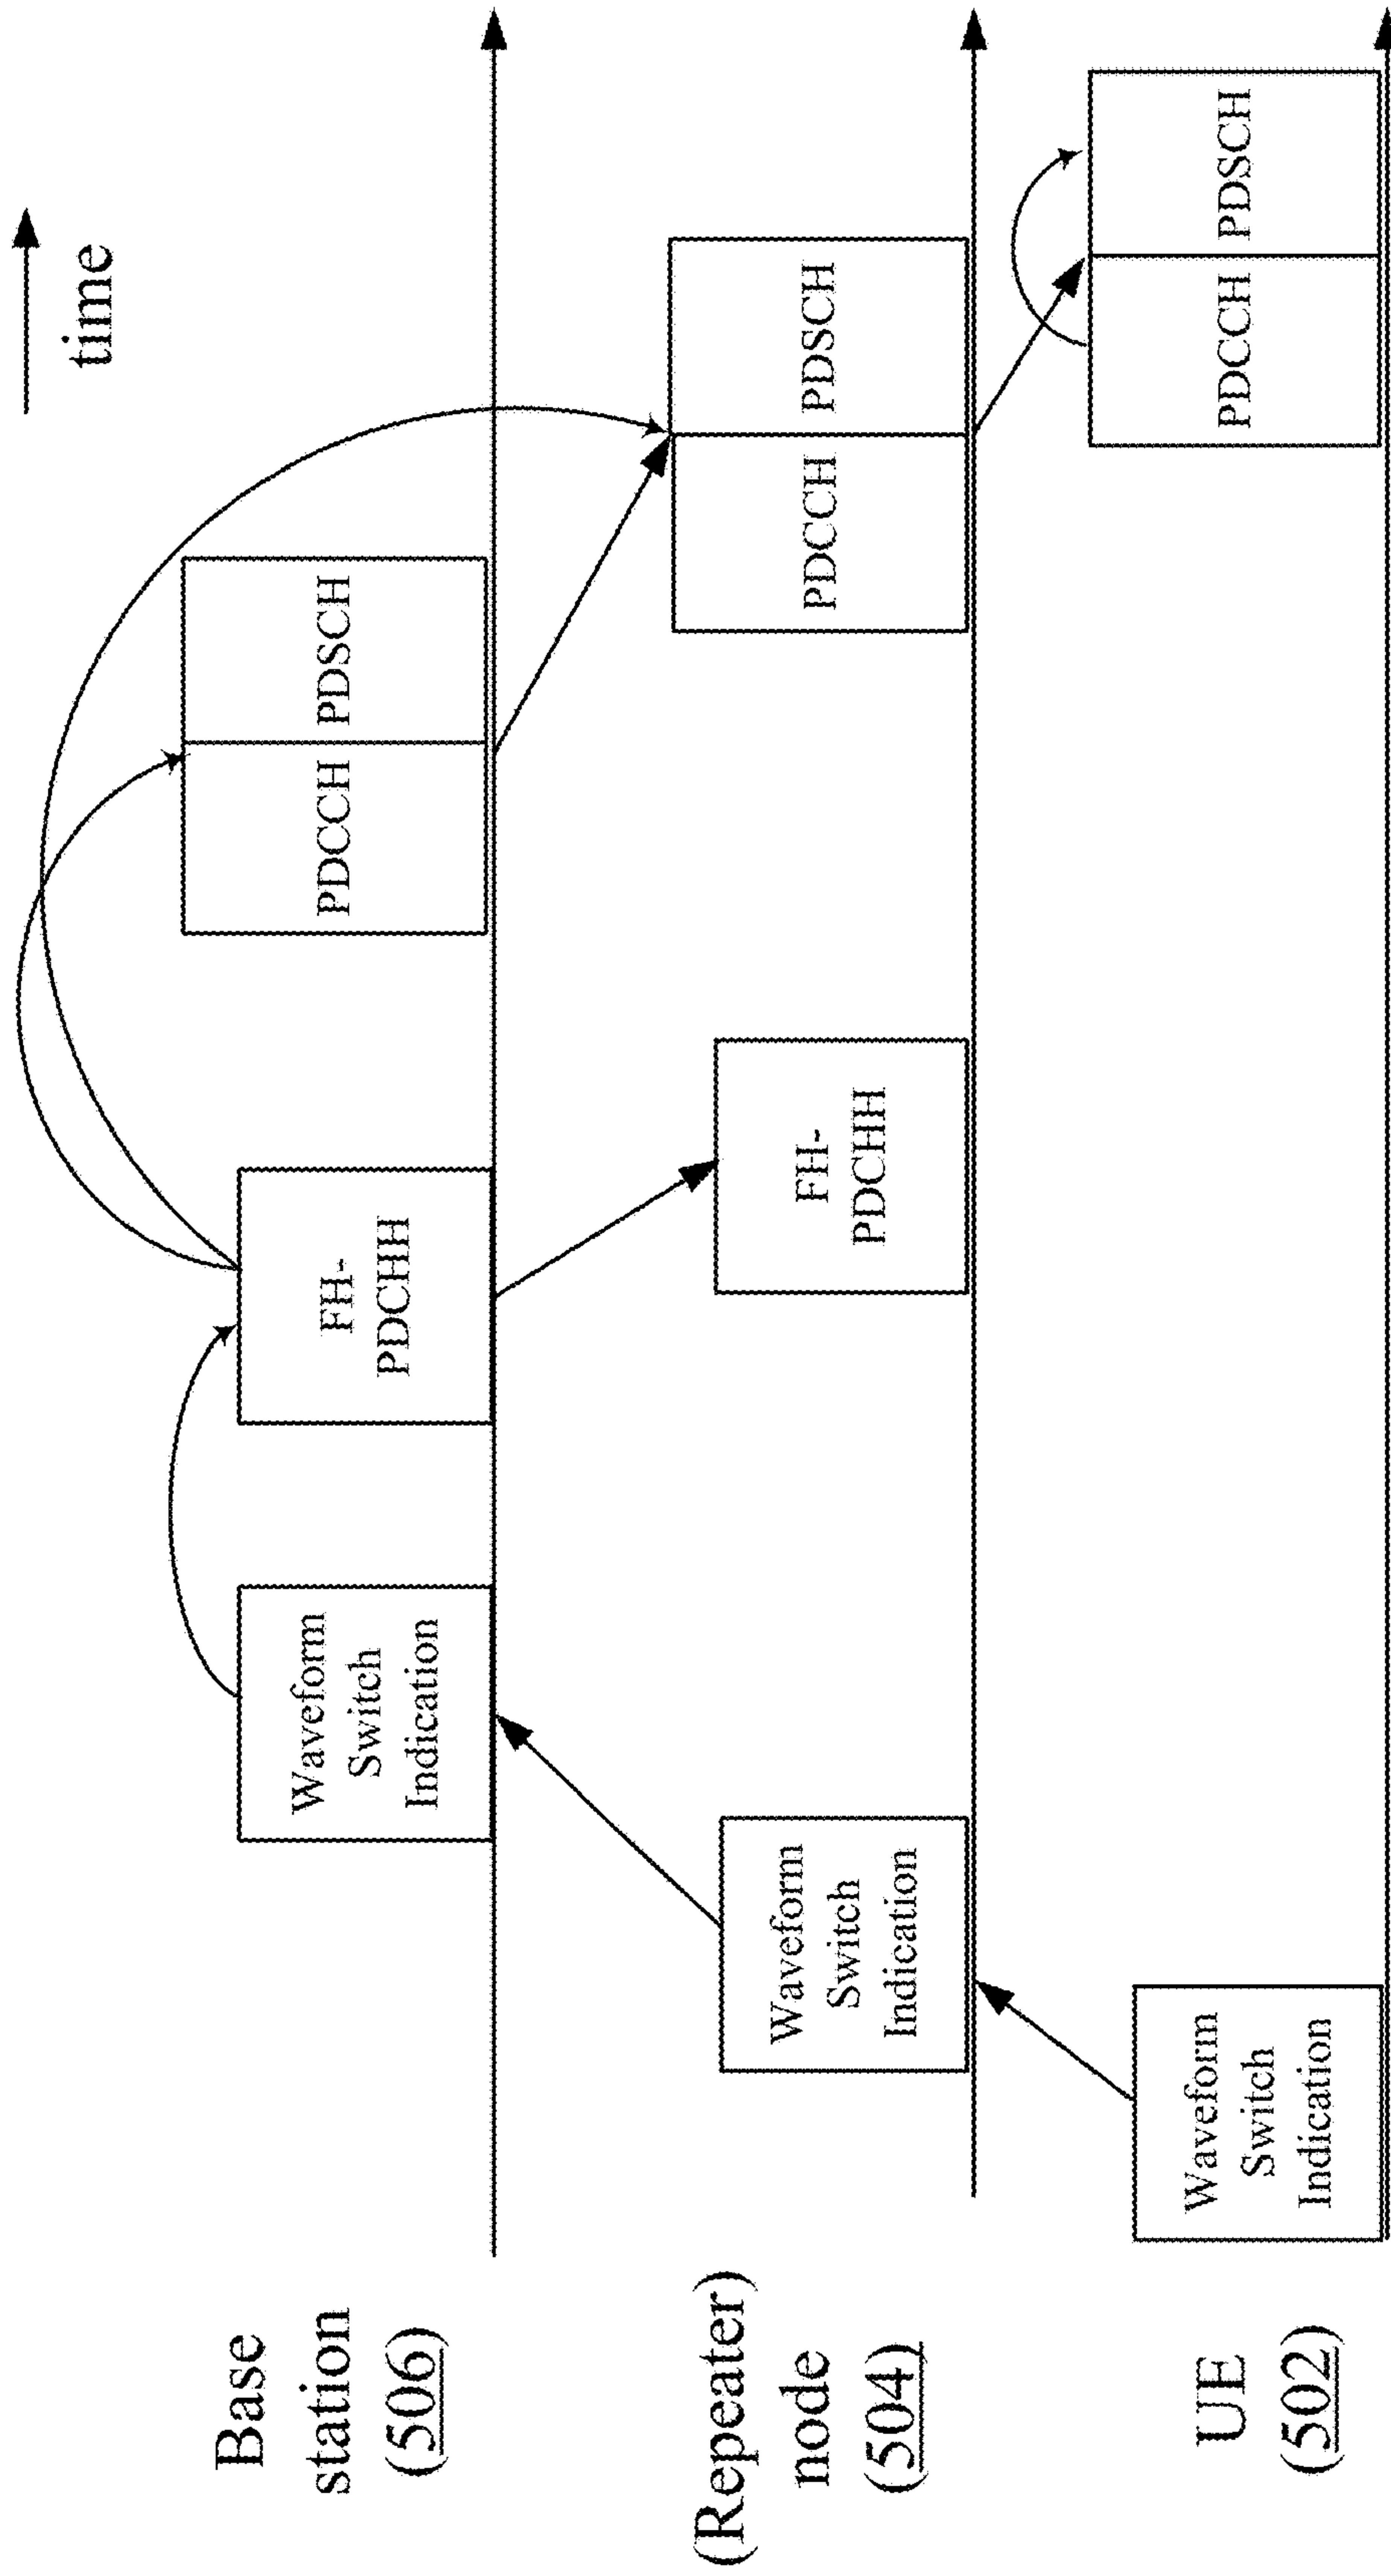 time
Base
station
(506)
Waveform
Switch
Indication
FH-
PDCHH
PDCCH
PDSCH
(Repeater)
node
(504)
Waveform
Switch
Indication
FH-
PDCHH
PDCCH
PDSCH
UE
(502)
Waveform
Switch
Indication
PDCCH
PDSCH